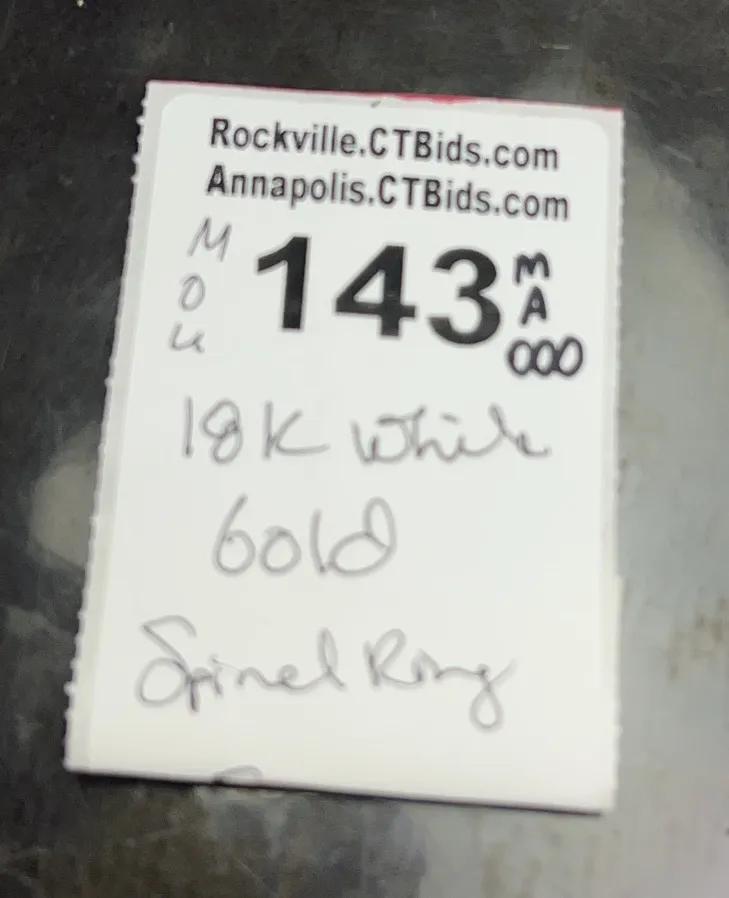 Rockville.CTBids.com
Annapolis.CTBids.com
M
O
U
143
M
A
000
18K White
Gold
Spinel Ring